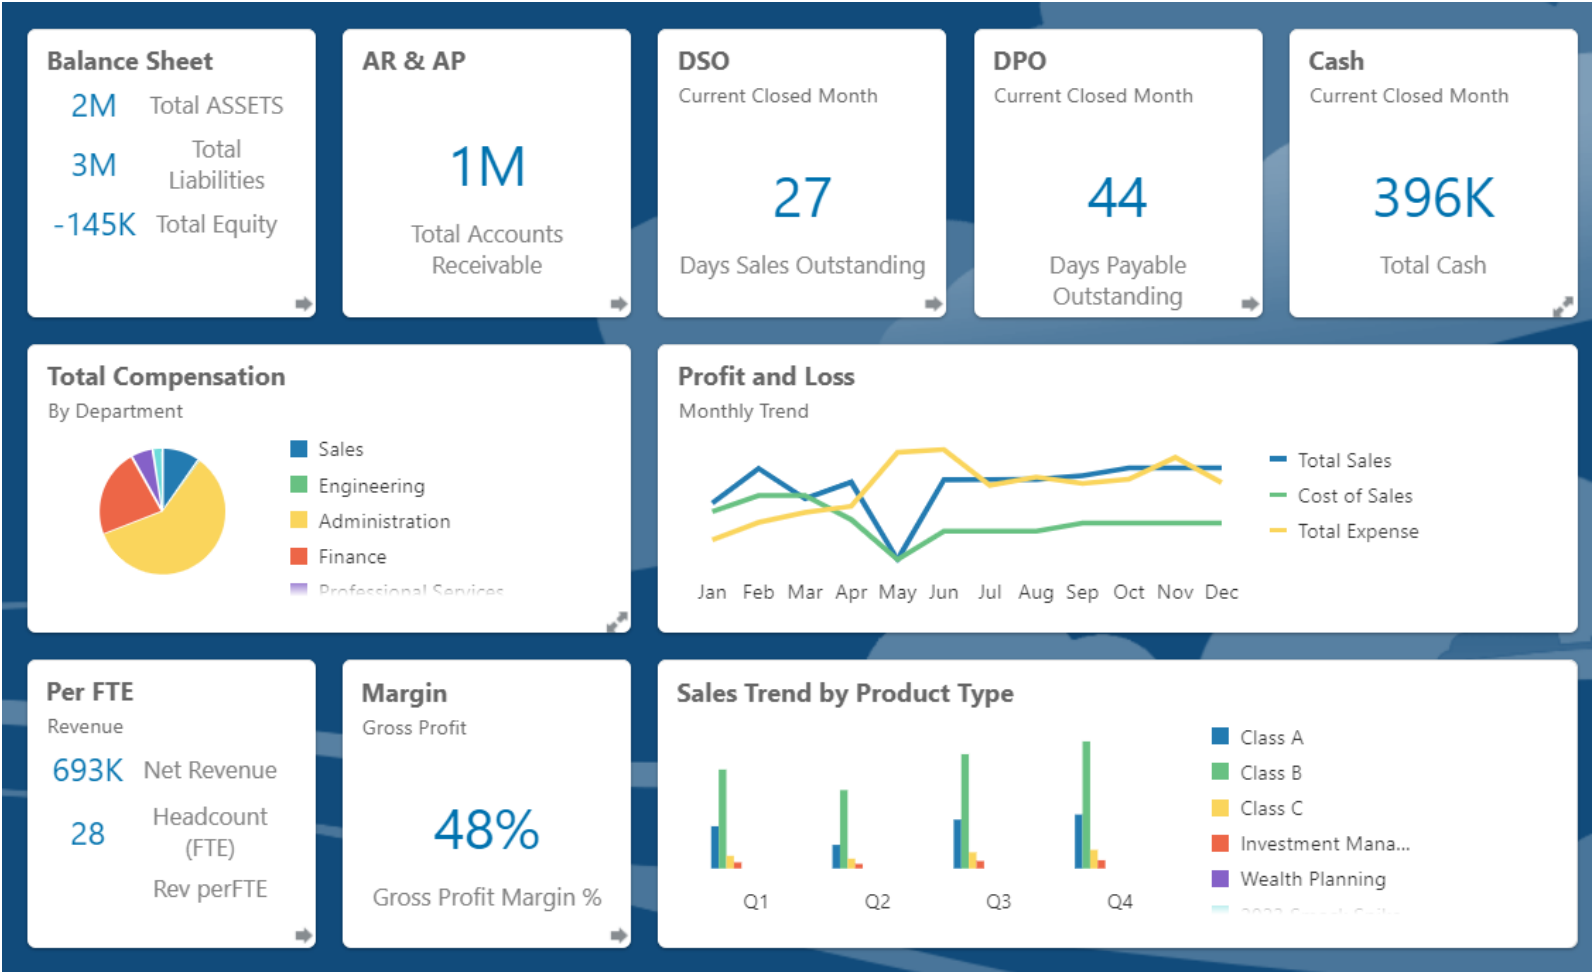 Balance Sheet
2M Total ASSETS
3M Total
Liabilities
-145K Total Equity
AR & AP
1M
Total Accounts
Receivable
DSO
Current Closed Month
27
Days Sales Outstanding
DPO
Current Closed Month
44
Days Payable
Outstanding
Cash
Current Closed Month
396K
Total Cash
Total Compensation
By Department
Sales
Engineering
Administration
Finance
Professional Services
Profit and Loss
Monthly Trend
Total Sales
Cost of Sales
Total Expense
Jan Feb Mar Apr May Jun Jul Aug Sep Oct Nov Dec
Per FTE
Revenue
693K Net Revenue
28 Headcount
(FTE)
Rev perFTE
Margin
Gross Profit
48%
Gross Profit Margin %
Sales Trend by Product Type
Class A
Class B
Class C
Investment Mana...
Wealth Planning
Q1 Q2 Q3 Q4